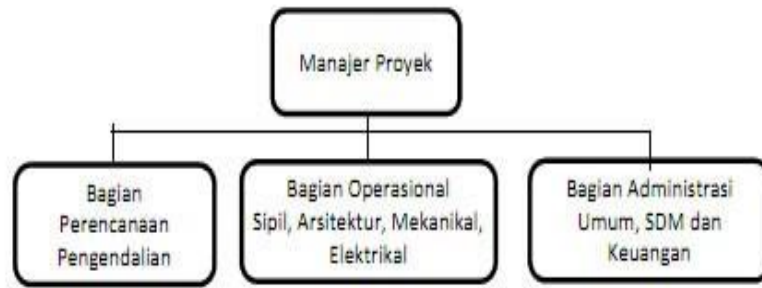 Manajer Proyek
Bagian
Perencanaan
Pengendalian
Bagian Operasional
Sipil, Arsitektur, Mekanikal,
Elektrikal
Bagian Administrasi
Umum, SDM dan
Keuangan